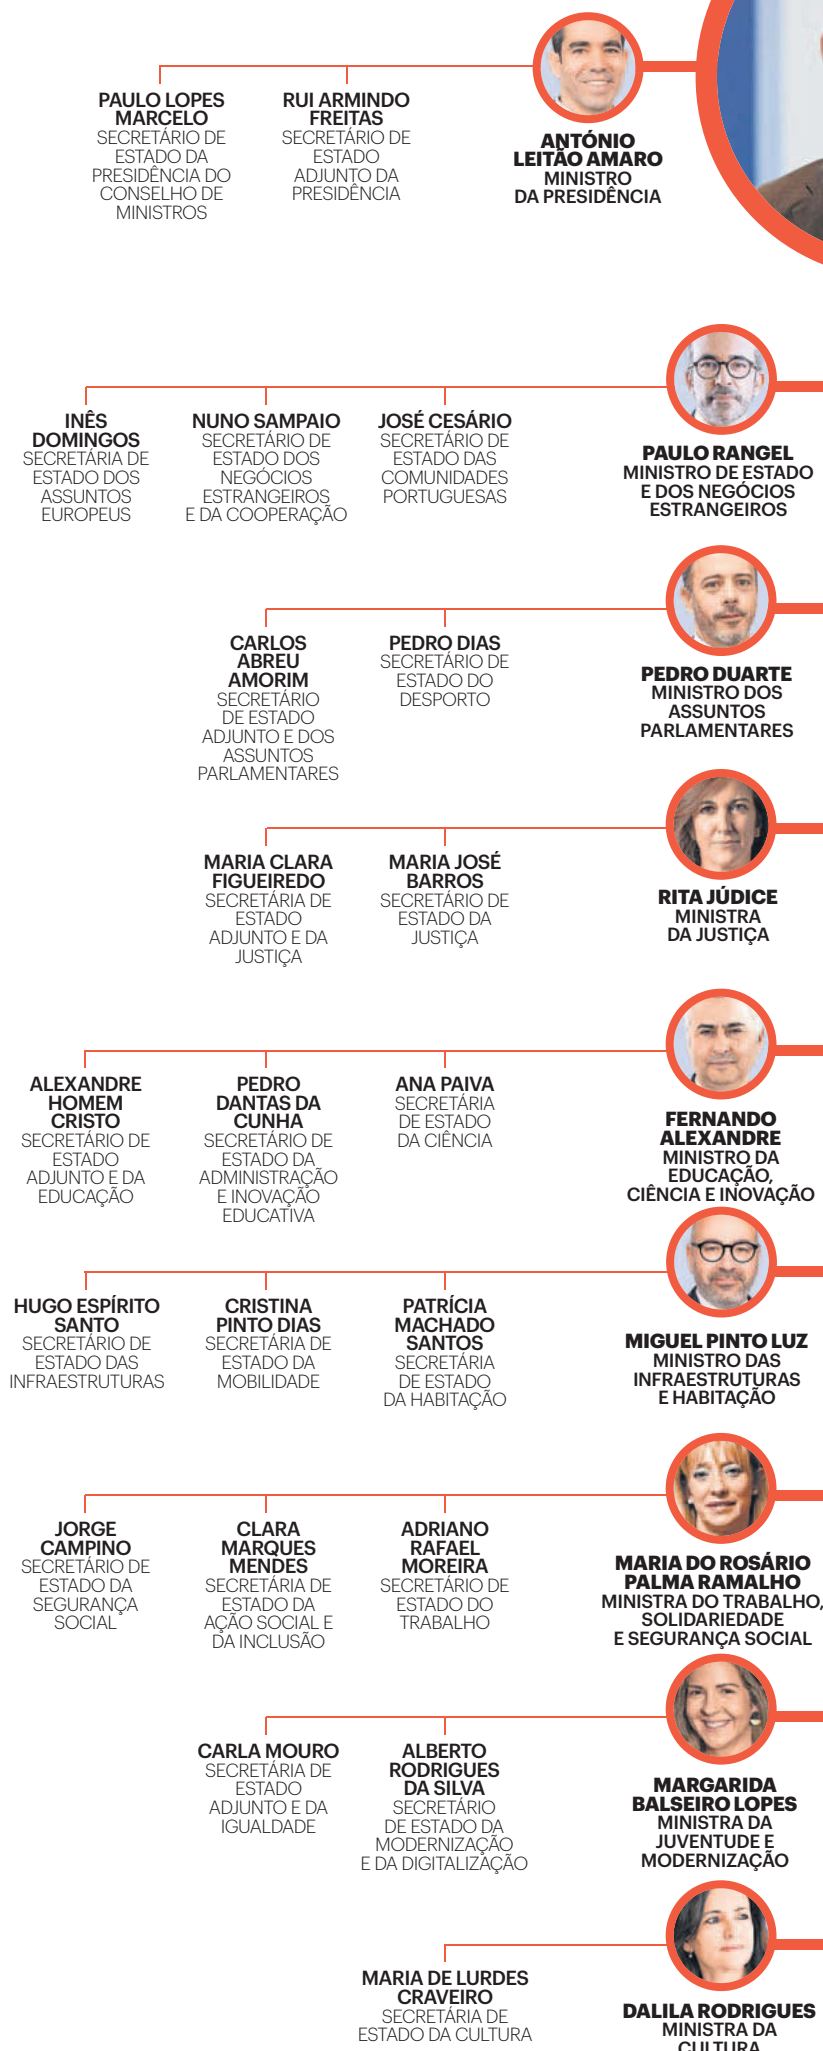 PAULO LOPES
MARCELO
SECRETÁRIO DE
ESTADO DA
PRESIDÊNCIA DO
CONSELHO DE
MINISTROS
RUI ARMINDO
FREITAS
SECRETÁRIO DE
ESTADO
ADJUNTO DA
PRESIDÊNCIA
ANTÓNIO
LEITÃO AMARO
MINISTRO
DA PRESIDÊNCIA
INÊS
DOMINGOS
SECRETÁRIA DE
ESTADO DOS
ASSUNTOS
EUROPEUS
NUNO SAMPAIO
SECRETÁRIO DE
ESTADO DOS
NEGÓCIOS
ESTRANGEIROS
E DA COOPERAÇÃO
JOSÉ CESÁRIO
SECRETÁRIO DE
ESTADO DAS
COMUNIDADES
PORTUGUESAS
PAULO RANGEL
MINISTRO DE ESTADO
E DOS NEGÓCIOS
ESTRANGEIROS
CARLOS
ABREU
AMORIM
SECRETÁRIO
DE ESTADO
ADJUNTO E DOS
ASSUNTOS
PARLAMENTARES
PEDRO DIAS
SECRETÁRIO DE
ESTADO DO
DESPORTO
PEDRO DUARTE
MINISTRO DOS
ASSUNTOS
PARLAMENTARES
MARIA CLARA
FIGUEIREDO
SECRETÁRIA DE
ESTADO
ADJUNTO E DA
JUSTIÇA
MARIA JOSÉ
BARROS
SECRETÁRIO DE
ESTADO DA
JUSTIÇA
RITA JÚDICE
MINISTRA
DA JUSTIÇA
ALEXANDRE
HOMEM
CRISTO
SECRETÁRIO DE
ESTADO
ADJUNTO E DA
EDUCAÇÃO
PEDRO
DANTAS DA
CUNHA
SECRETÁRIO DE
ESTADO DA
ADMINISTRAÇÃO
E INOVAÇÃO
EDUCATIVA
ANA PAIVA
SECRETÁRIA
DE ESTADO
DA CIÊNCIA
FERNANDO
ALEXANDRE
MINISTRO DA
EDUCAÇÃO,
CIÊNCIA E INOVAÇÃO
HUGO ESPÍRITO
SANTO
SECRETÁRIO DE
ESTADO DAS
INFRAESTRUTURAS
CRISTINA
PINTO DIAS
SECRETÁRIA DE
ESTADO DA
MOBILIDADE
PATRÍCIA
MACHADO
SANTOS
SECRETÁRIA
DE ESTADO
DA HABITAÇÃO
MIGUEL PINTO LUZ
MINISTRO DAS
INFRAESTRUTURAS
E HABITAÇÃO
JORGE
CAMPINO
SECRETÁRIO DE
ESTADO DA
SEGURANÇA
SOCIAL
CLARA
MARQUES
MENDES
SECRETÁRIA DE
ESTADO DA
AÇÃO SOCIAL E
DA INCLUSÃO
ADRIANO
RAFAEL
MOREIRA
SECRETÁRIO DE
ESTADO DO
TRABALHO
MARIA DO ROSÁRIO
PALMA RAMALHO
MINISTRA DO TRABALHO,
SOLIDARIEDADE
E SEGURANÇA SOCIAL
CARLA MOURO
SECRETÁRIA DE
ESTADO
ADJUNTO E DA
IGUALDADE
ALBERTO
RODRIGUES
DA SILVA
SECRETÁRIO
DE ESTADO DA
MODERNIZAÇÃO
E DA DIGITALIZAÇÃO
MARGARIDA
BALSEIRO LOPES
MINISTRA DA
JUVENTUDE E
MODERNIZAÇÃO
MARIA DE LURDES
CRAVEIRO
SECRETÁRIA DE
ESTADO DA CULTURA
DALILA RODRIGUES
MINISTRA DA
CULTURA